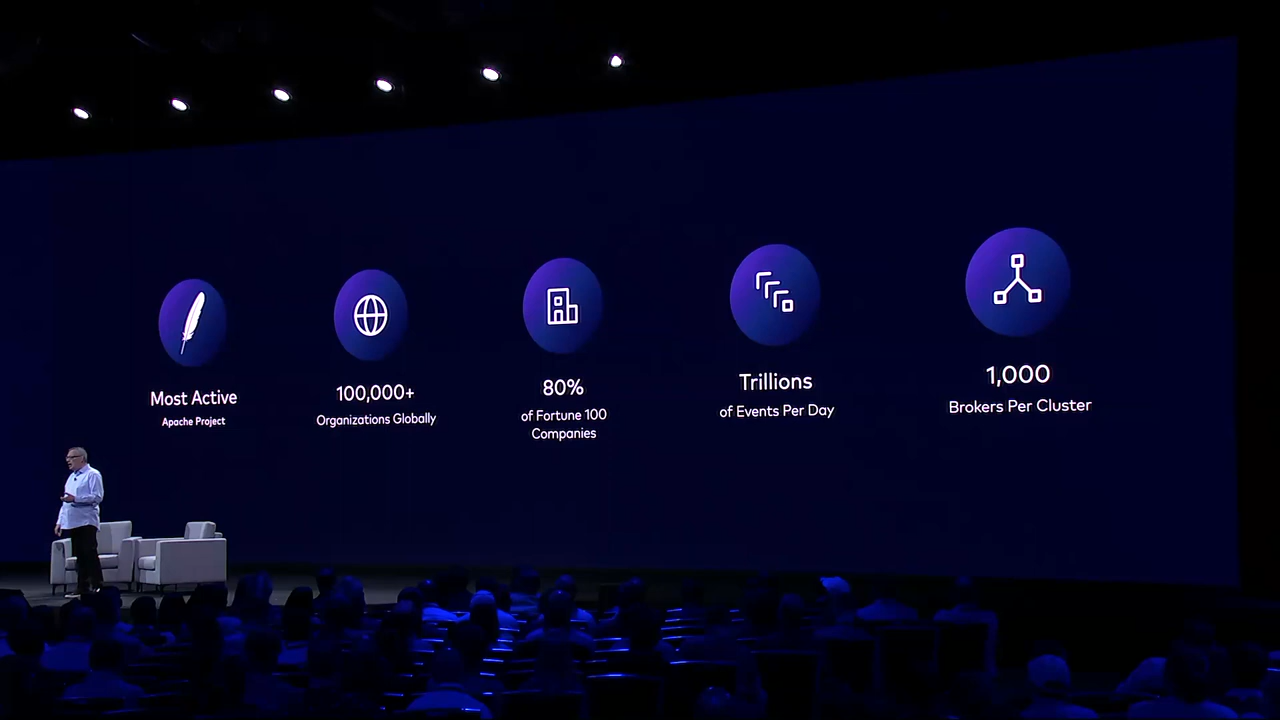 Most Active
Apache Project
100,000+
Organizations Globally
80%
of Fortune 100
Companies
Trillions
of Events Per Day
1,000
Brokers Per Cluster